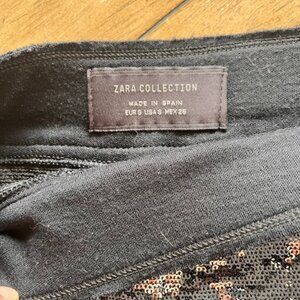 ZARA COLLECTION
MADE IN SPAIN
EUR S USA S MEX 26